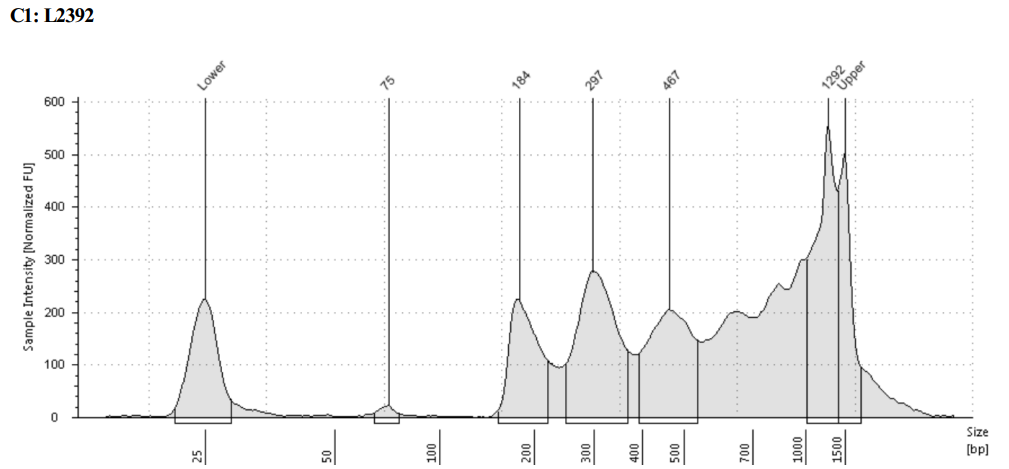 C1: L2392
Lower 75 184 297 467 1292 Upper
Sample Intensity [Normalized FU]
600
500
400
300
200
100
0
25 50 100 200 300 400 500 700 1000 1500
Size
[bp]